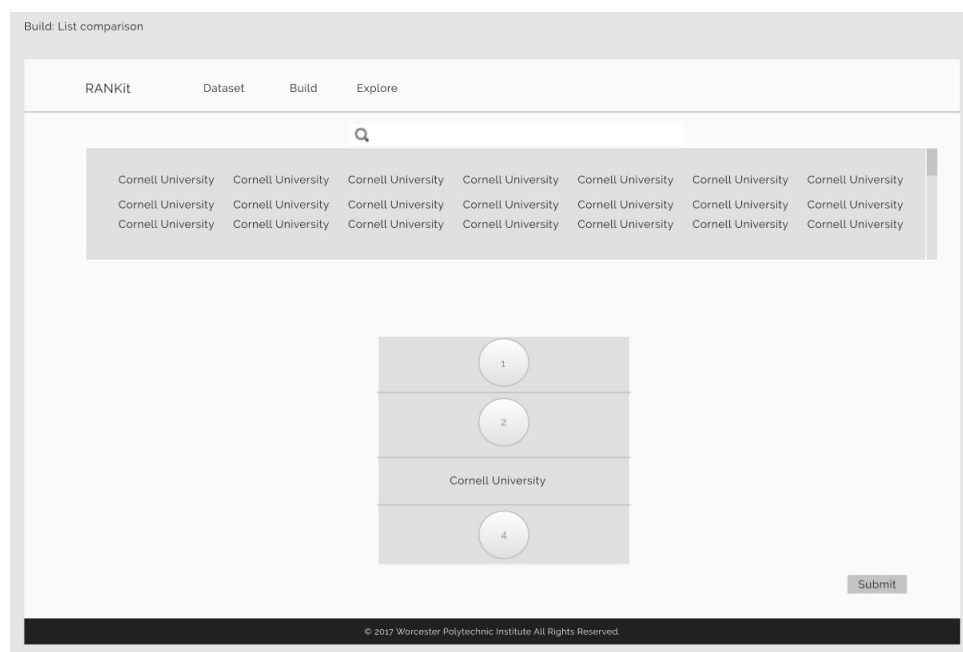 Build: List comparison
RANKit Dataset Build Explore
Cornell University Cornell University Cornell University Cornell University Cornell University Cornell University Cornell University
Cornell University Cornell University Cornell University Cornell University Cornell University Cornell University Cornell University
Cornell University Cornell University Cornell University Cornell University Cornell University Cornell University Cornell University
1
2
Cornell University
4
Submit
© 2017 Worcester Polytechnic Institute All Rights Reserved.